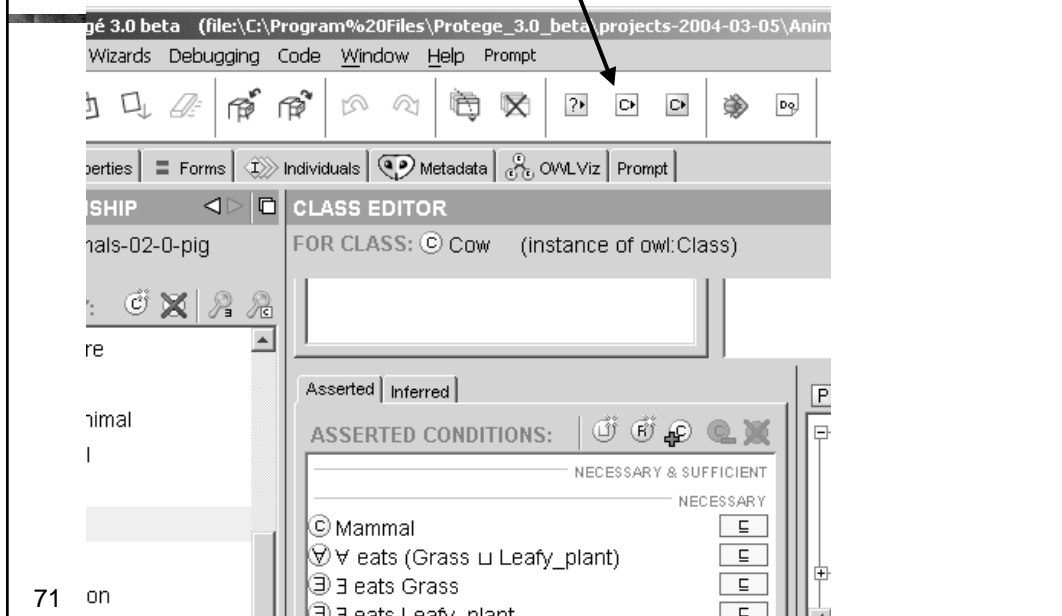 gé 3.0 beta (file:\C:\Program%20Files\Protege_3.0_beta\projects-2004-03-05\Anim
Wizards Debugging Code Window Help Prompt
?
C
C
perties Forms I Individuals Metadata OWLViz Prompt
SHIP CLASS EDITOR
nals-02-0-pig FOR CLASS: C Cow (instance of owl:Class)
re
Asserted Inferred
P
nimal ASSERTED CONDITIONS:
l
NECESSARY & SUFFICIENT
NECESSARY
C Mammal ⊑
∀ ∀ eats (Grass ⊔ Leafy_plant) ⊑
∃ ∃ eats Grass ⊑
71 on ∃ ∃ eats Leafy_plant ⊑